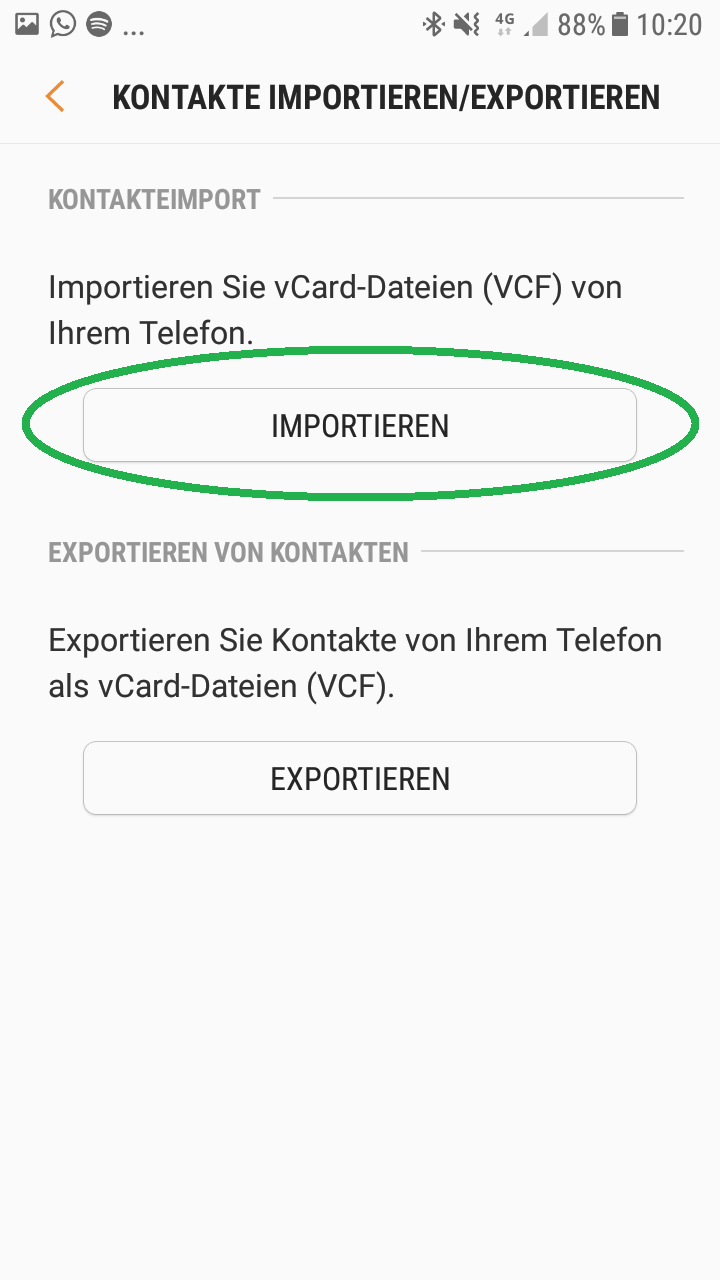 ... 4G 88% 10:20
KONTAKTE IMPORTIEREN/EXPORTIEREN
KONTAKTEIMPORT
Importieren Sie vCard-Dateien (VCF) von
Ihrem Telefon.
IMPORTIEREN
EXPORTIEREN VON KONTAKTEN
Exportieren Sie Kontakte von Ihrem Telefon
als vCard-Dateien (VCF).
EXPORTIEREN